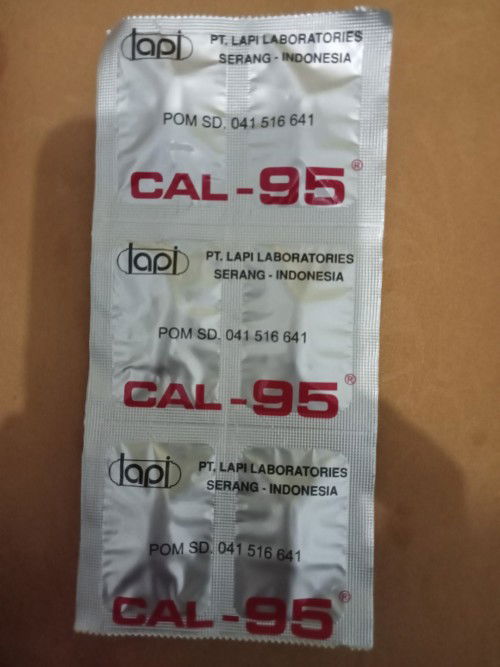 lapi
PT. LAPI LABORATORIES
SERANG - INDONESIA
POM SD. 041 516 641
CAL-95®
lapi
PT. LAPI LABORATORIES
SERANG - INDONESIA
POM SD. 041 516 641
CAL-95®
lapi
PT. LAPI LABORATORIES
SERANG - INDONESIA
POM SD. 041 516 641
CAL-95®